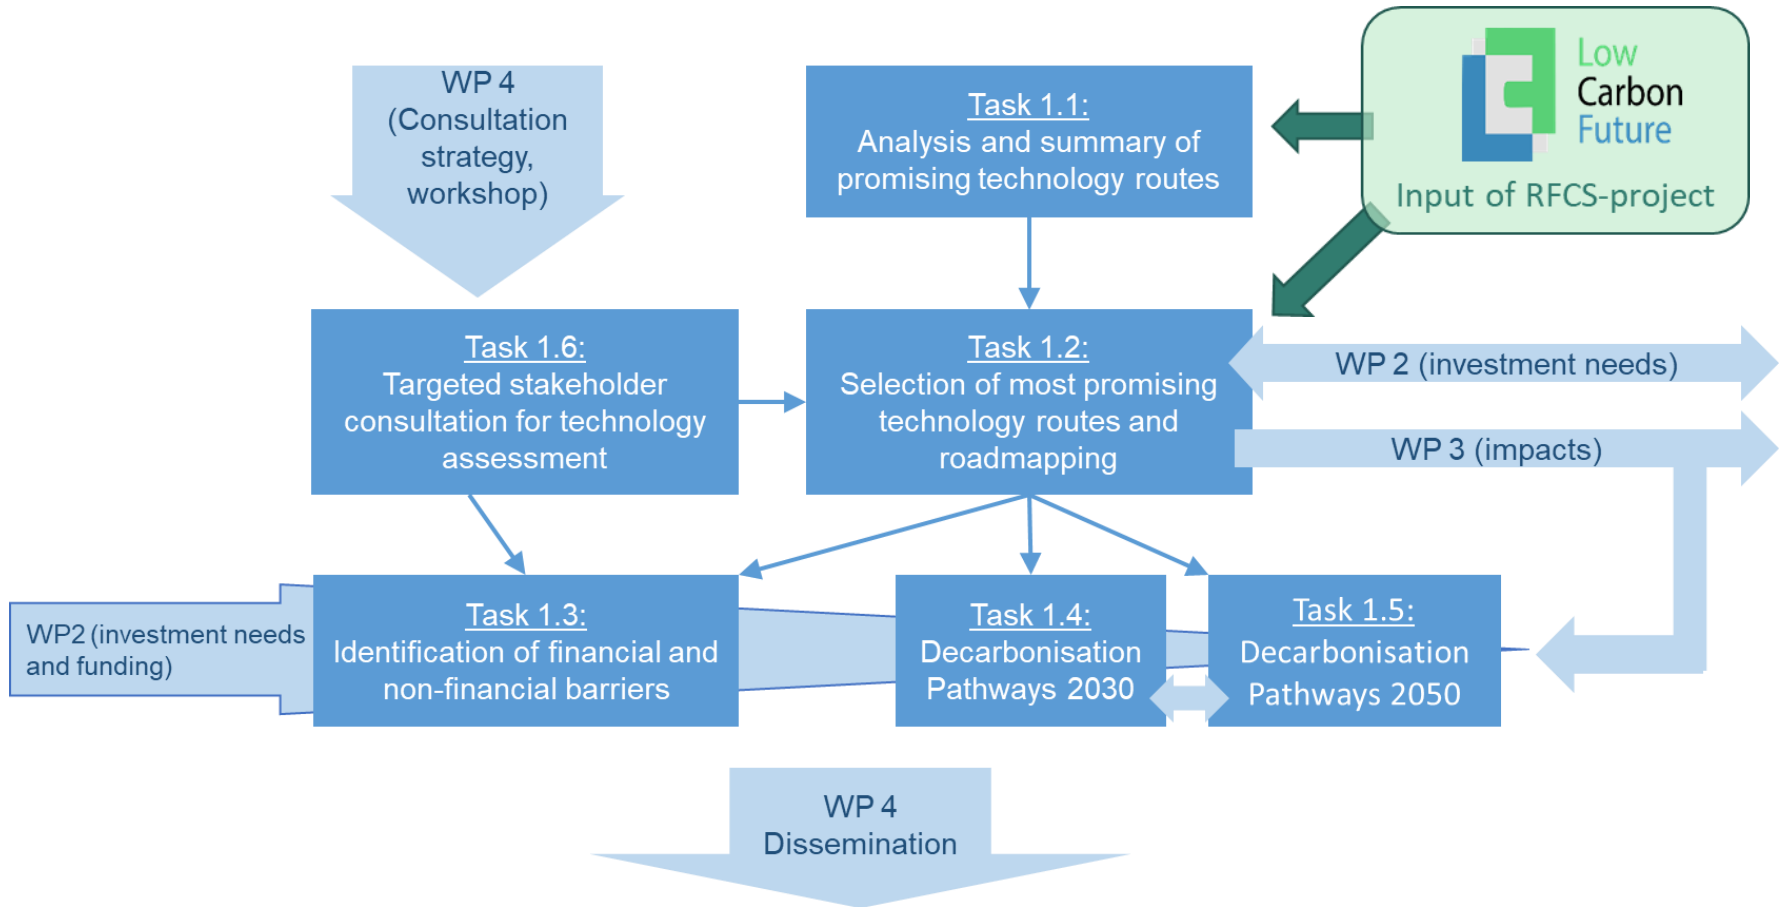 WP 4
(Consultation
strategy,
workshop)
Task 1.1:
Analysis and summary of
promising technology routes
Low
Carbon
Future
Input of RFCS-project
Task 1.6:
Targeted stakeholder
consultation for technology
assessment
Task 1.2:
Selection of most promising
technology routes and
roadmapping
WP 2 (investment needs)
WP 3 (impacts)
WP2 (investment needs
and funding)
Task 1.3:
Identification of financial and
non-financial barriers
Task 1.4:
Decarbonisation
Pathways 2030
Task 1.5:
Decarbonisation
Pathways 2050
WP 4
Dissemination